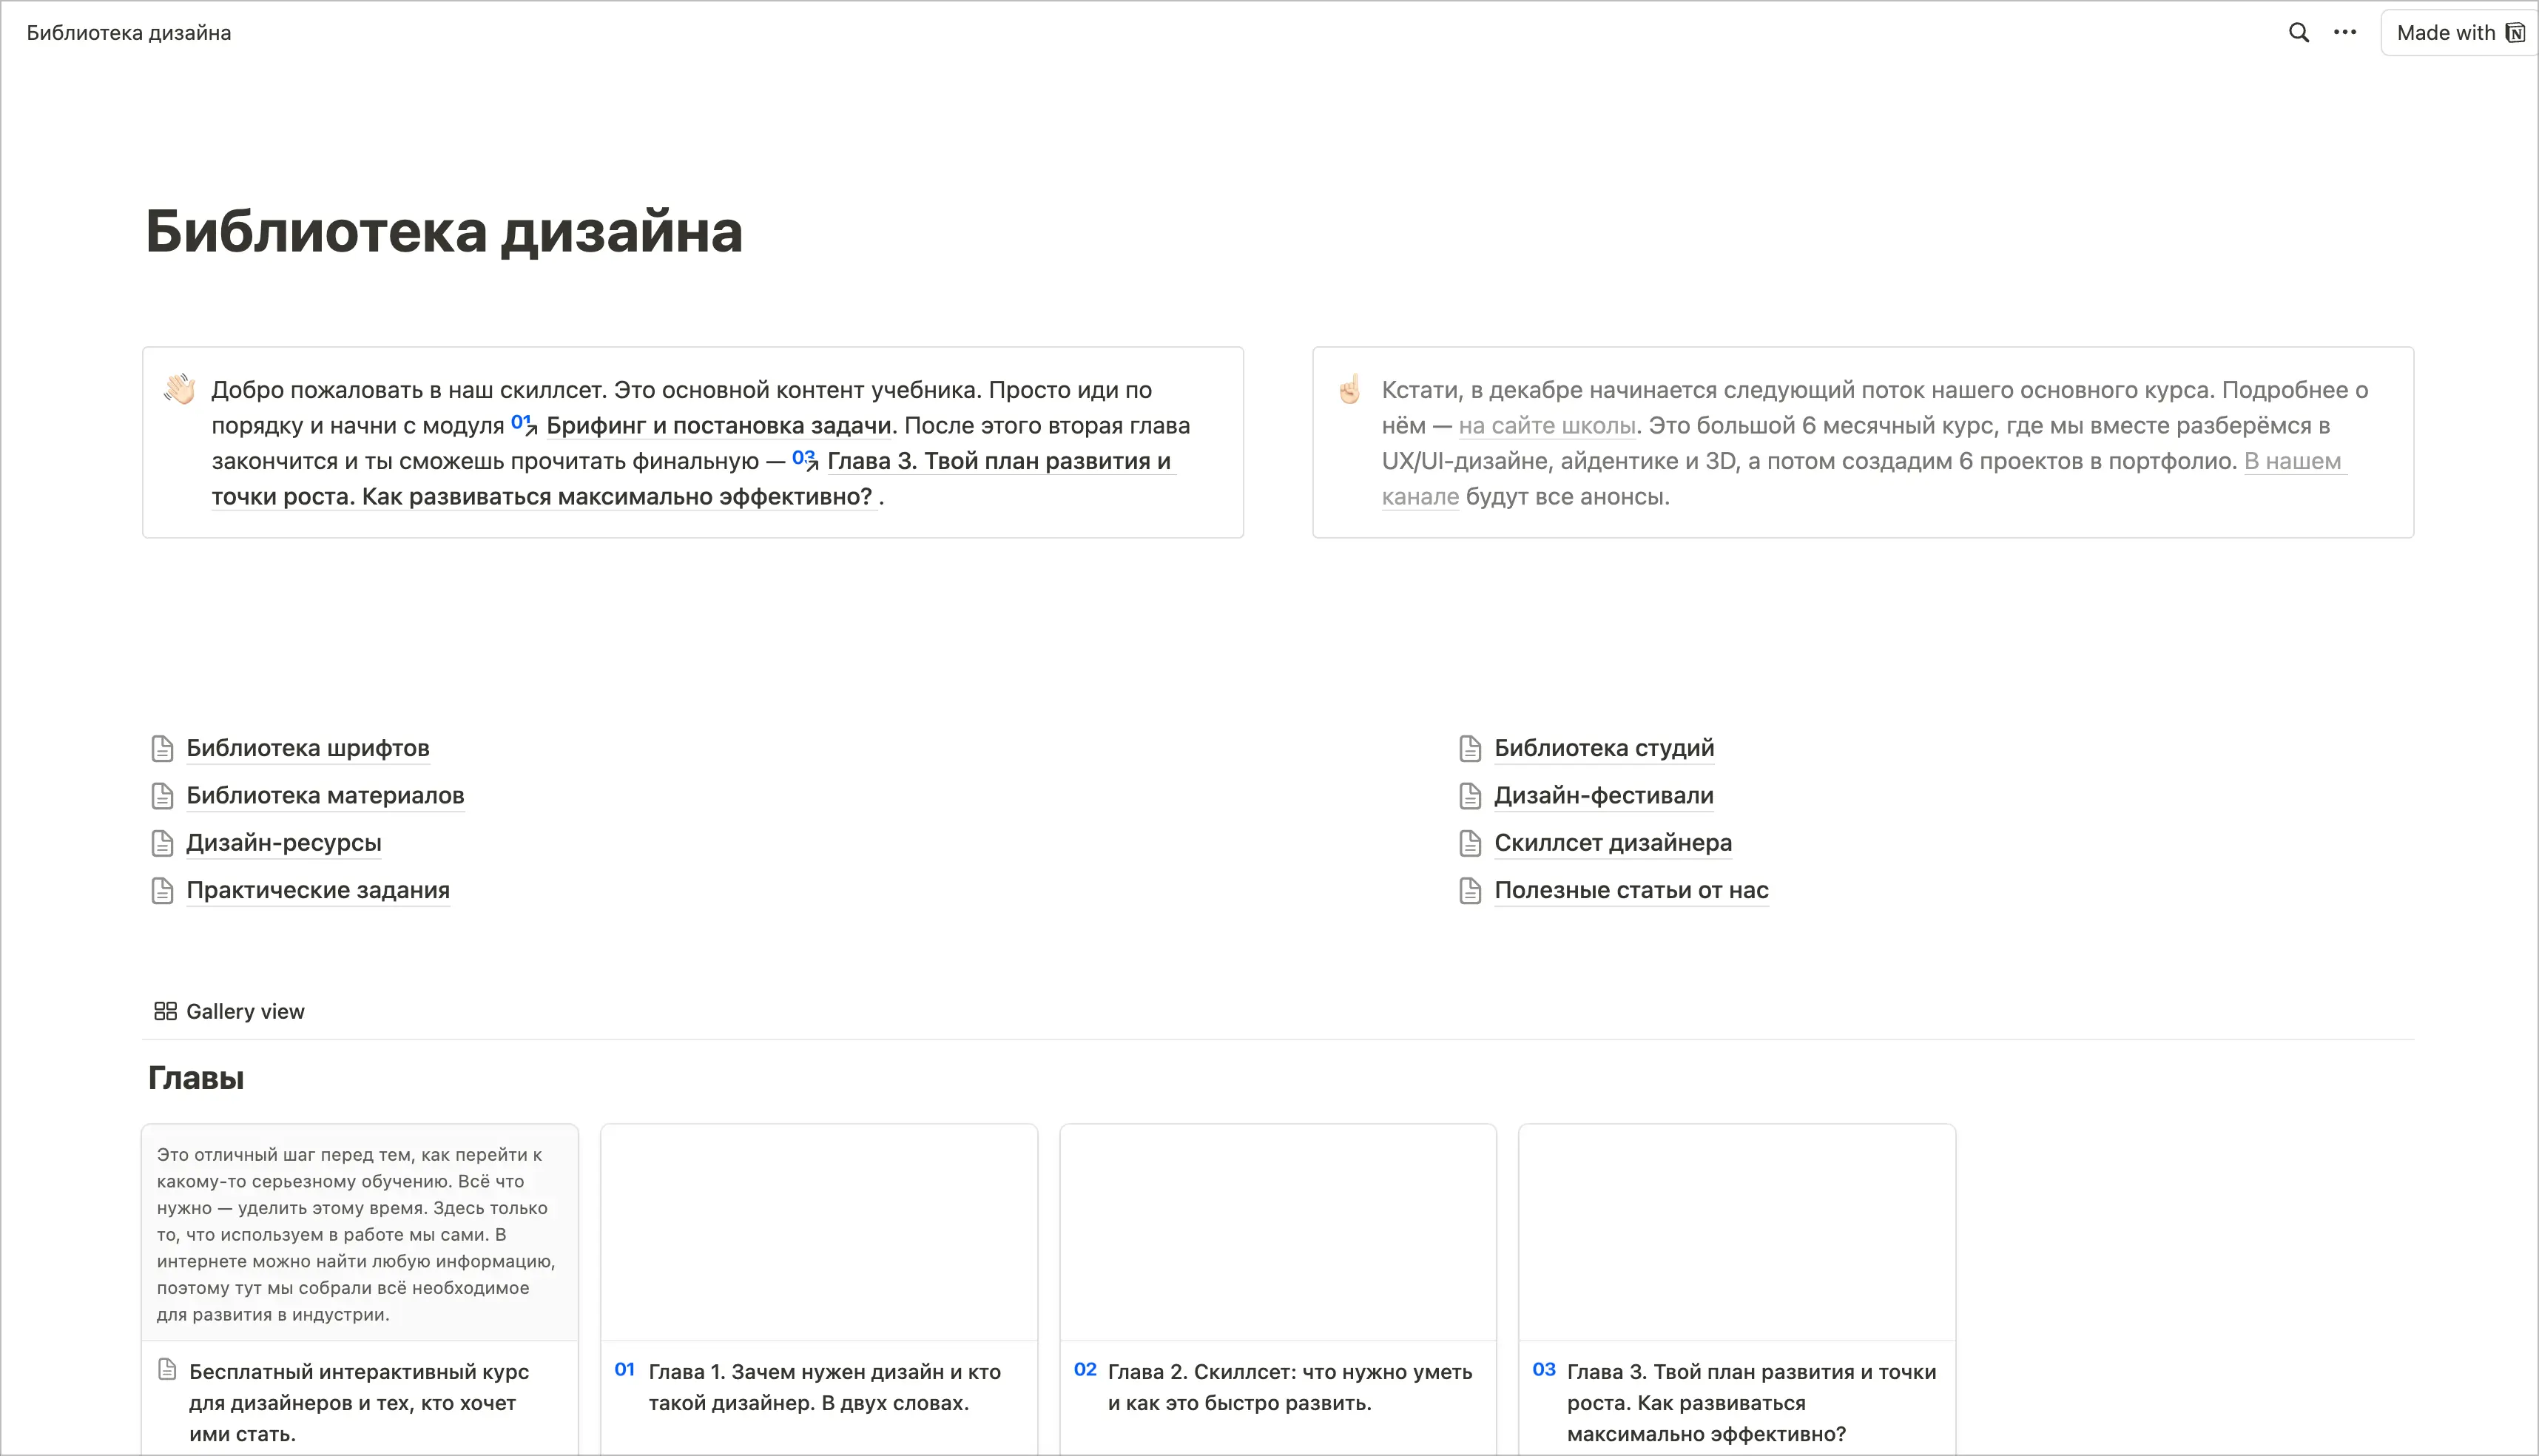 Библиотека дизайна
Made with
Библиотека дизайна
Добро пожаловать в наш скиллсет. Это основной контент учебника. Просто иди по
порядку и начни с модуля 01 Брифинг и постановка задачи. После этого вторая глава
закончится и ты сможешь прочитать финальную — 03 Глава 3. Твой план развития и
точки роста. Как развиваться максимально эффективно? .
Кстати, в декабре начинается следующий поток нашего основного курса. Подробнее о
нём — на сайте школы. Это большой 6 месячный курс, где мы вместе разберёмся в
UX/UI-дизайне, айдентике и 3D, а потом создадим 6 проектов в портфолио. В нашем
канале будут все анонсы.
Библиотека шрифтов
Библиотека материалов
Дизайн-ресурсы
Практические задания
Библиотека студий
Дизайн-фестивали
Скиллсет дизайнера
Полезные статьи от нас
Gallery view
Главы
Это отличный шаг перед тем, как перейти к
какому-то серьезному обучению. Всё что
нужно — уделить этому время. Здесь только
то, что используем в работе мы сами. В
интернете можно найти любую информацию,
поэтому тут мы собрали всё необходимое
для развития в индустрии.
Бесплатный интерактивный курс
для дизайнеров и тех, кто хочет
ими стать.
01 Глава 1. Зачем нужен дизайн и кто
такой дизайнер. В двух словах.
02 Глава 2. Скиллсет: что нужно уметь
и как это быстро развить.
03 Глава 3. Твой план развития и точки
роста. Как развиваться
максимально эффективно?